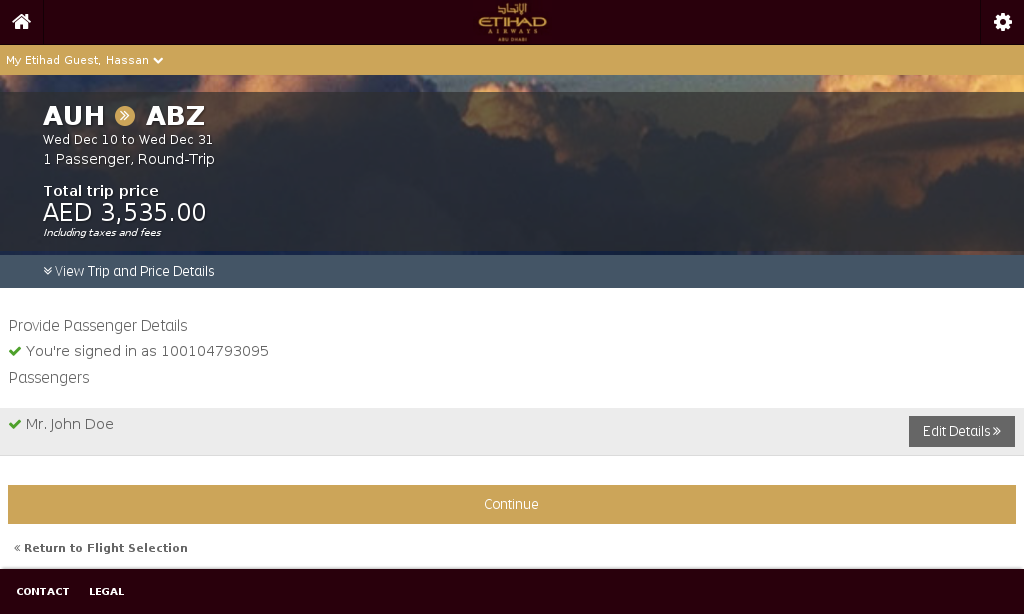 الإتحاد
ETIHAD
AIRWAYS
ABU DHABI
My Etihad Guest, Hassan
AUH ABZ
Wed Dec 10 to Wed Dec 31
1 Passenger, Round-Trip
Total trip price
AED 3,535.00
Including taxes and fees
View Trip and Price Details
Provide Passenger Details
You're signed in as 100104793095
Passengers
Mr. John Doe
Edit Details
Continue
Return to Flight Selection
CONTACT LEGAL